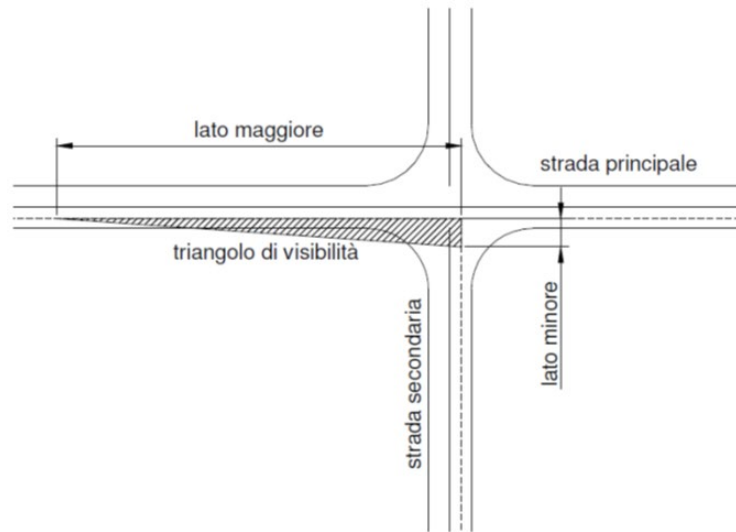 lato maggiore
strada principale
triangolo di visibilità
strada secondaria
lato minore